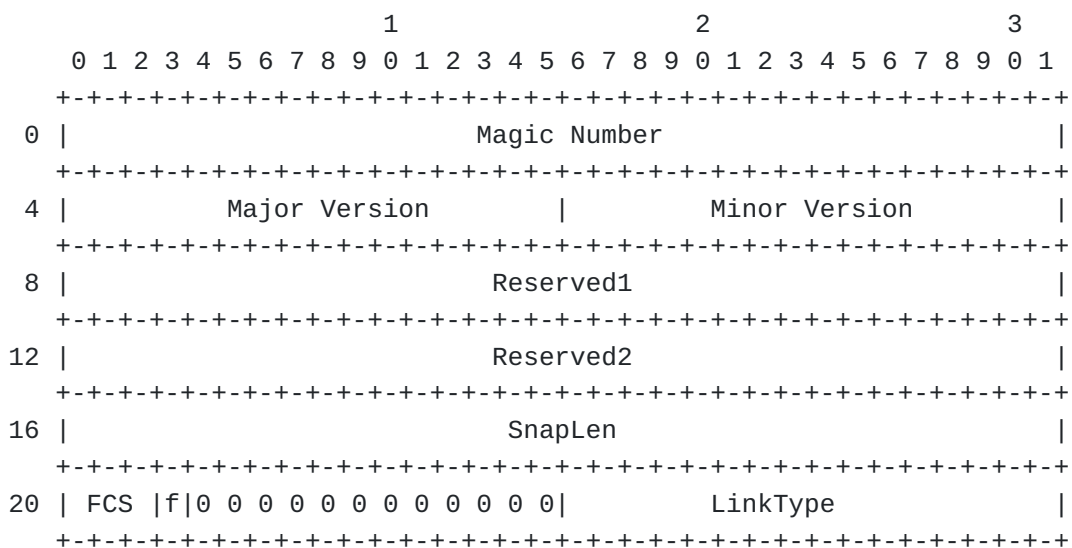 1                   2                   3
    0 1 2 3 4 5 6 7 8 9 0 1 2 3 4 5 6 7 8 9 0 1 2 3 4 5 6 7 8 9 0 1
   +-+-+-+-+-+-+-+-+-+-+-+-+-+-+-+-+-+-+-+-+-+-+-+-+-+-+-+-+-+-+-+-+
 0 |                          Magic Number                         |
   +-+-+-+-+-+-+-+-+-+-+-+-+-+-+-+-+-+-+-+-+-+-+-+-+-+-+-+-+-+-+-+-+
 4 |          Major Version        |         Minor Version         |
   +-+-+-+-+-+-+-+-+-+-+-+-+-+-+-+-+-+-+-+-+-+-+-+-+-+-+-+-+-+-+-+-+
 8 |                           Reserved1                           |
   +-+-+-+-+-+-+-+-+-+-+-+-+-+-+-+-+-+-+-+-+-+-+-+-+-+-+-+-+-+-+-+-+
12 |                           Reserved2                           |
   +-+-+-+-+-+-+-+-+-+-+-+-+-+-+-+-+-+-+-+-+-+-+-+-+-+-+-+-+-+-+-+-+
16 |                            SnapLen                            |
   +-+-+-+-+-+-+-+-+-+-+-+-+-+-+-+-+-+-+-+-+-+-+-+-+-+-+-+-+-+-+-+-+
20 | FCS |f|0 0 0 0 0 0 0 0 0 0 0 0|         LinkType              |
   +-+-+-+-+-+-+-+-+-+-+-+-+-+-+-+-+-+-+-+-+-+-+-+-+-+-+-+-+-+-+-+-+